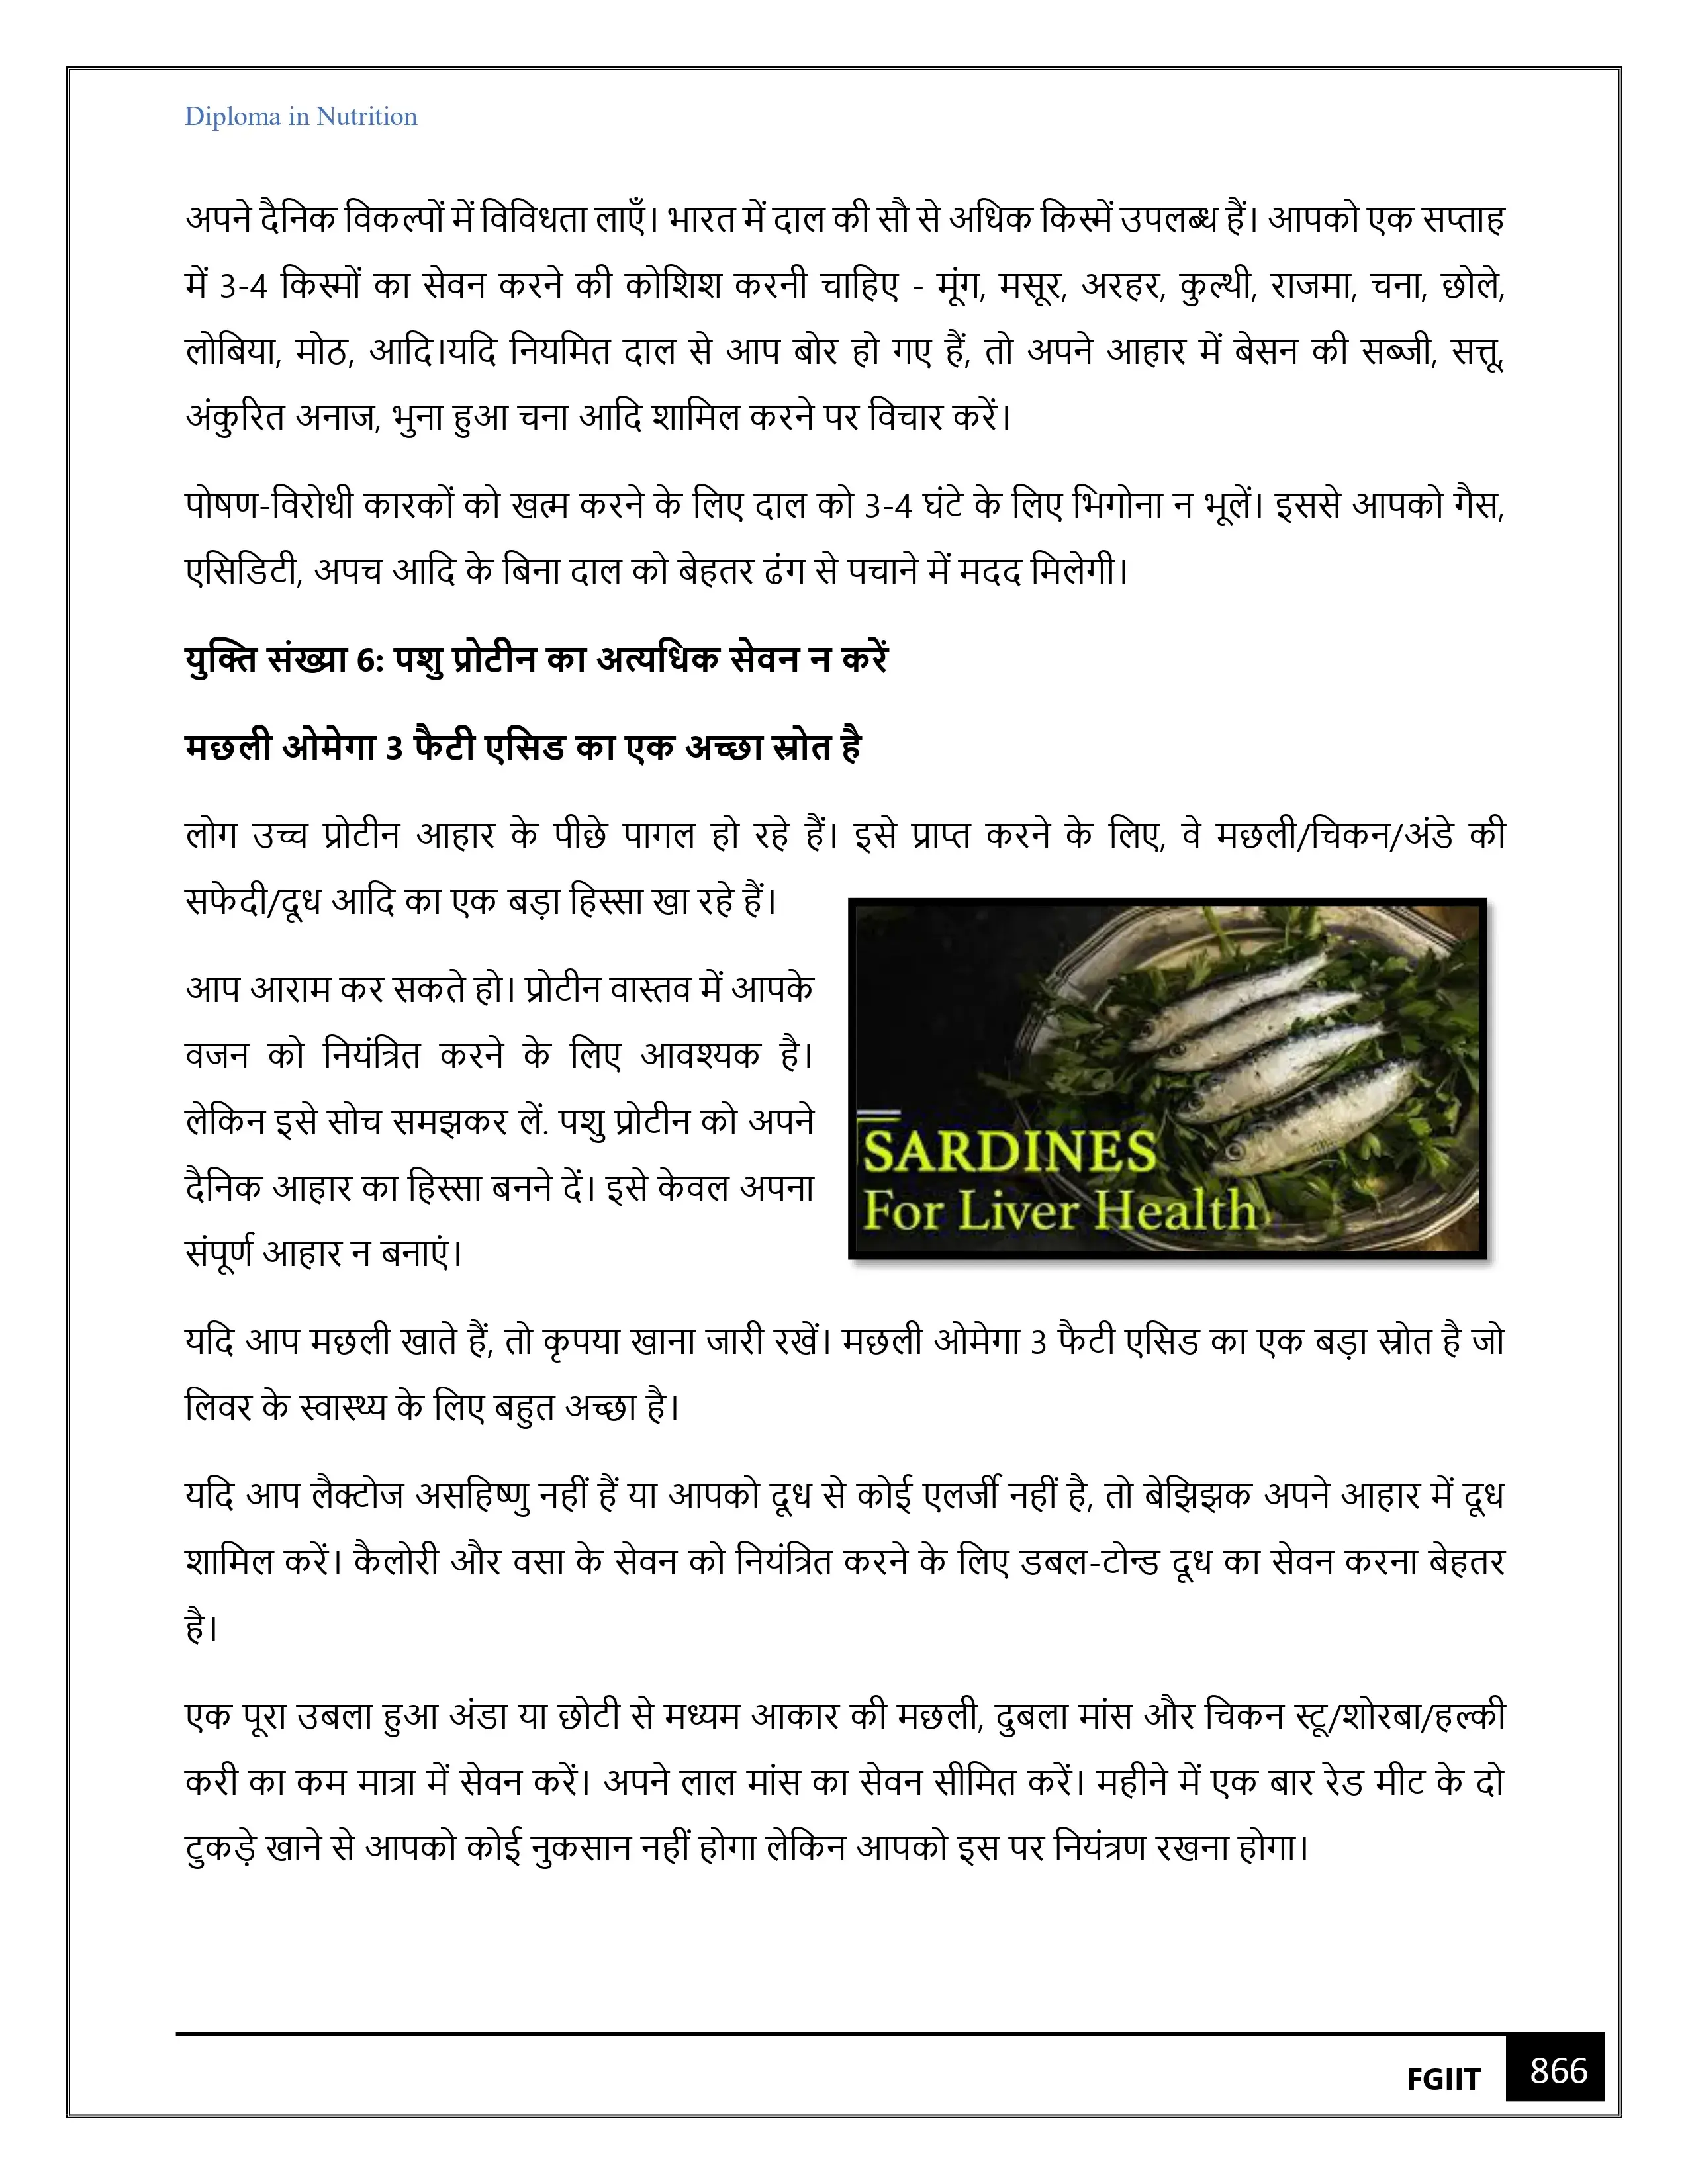 Diploma in Nutrition
अपने दैनिक विकल्पों में विविधता लाएँ। भारत में दाल की सौ से अधिक किस्में उपलब्ध हैं। आपको एक सप्ताह
में 3-4 किस्मों का सेवन करने की कोशिश करनी चाहिए - मूंग, मसूर, अरहर, कुल्थी, राजमा, चना, छोले,
लोबिया, मोठ, आदि।यदि नियमित दाल से आप बोर हो गए हैं, तो अपने आहार में बेसन की सब्जी, सत्तू,
अंकुरित अनाज, भुना हुआ चना आदि शामिल करने पर विचार करें।
पोषण-विरोधी कारकों को खत्म करने के लिए दाल को 3-4 घंटे के लिए भिगोना न भूलें। इससे आपको गैस,
एसिडिटी, अपच आदि के बिना दाल को बेहतर ढंग से पचाने में मदद मिलेगी।
युक्ति संख्या 6: पशु प्रोटीन का अत्यधिक सेवन न करें
मछली ओमेगा 3 फैटी एसिड का एक अच्छा स्रोत है
लोग उच्च प्रोटीन आहार के पीछे पागल हो रहे हैं। इसे प्राप्त करने के लिए, वे मछली/चिकन/अंडे की
सफेदी/दूध आदि का एक बड़ा हिस्सा खा रहे हैं।
आप आराम कर सकते हो। प्रोटीन वास्तव में आपके
वजन को नियंत्रित करने के लिए आवश्यक है।
लेकिन इसे सोच समझकर लें. पशु प्रोटीन को अपने
दैनिक आहार का हिस्सा बनने दें। इसे केवल अपना
संपूर्ण आहार न बनाएं।
SARDINES
For Liver Health
यदि आप मछली खाते हैं, तो कृपया खाना जारी रखें। मछली ओमेगा 3 फैटी एसिड का एक बड़ा स्रोत है जो
लिवर के स्वास्थ्य के लिए बहुत अच्छा है।
यदि आप लैक्टोज असहिष्णु नहीं हैं या आपको दूध से कोई एलर्जी नहीं है, तो बेझिझक अपने आहार में दूध
शामिल करें। कैलोरी और वसा के सेवन को नियंत्रित करने के लिए डबल-टोन्ड दूध का सेवन करना बेहतर
है।
एक पूरा उबला हुआ अंडा या छोटी से मध्यम आकार की मछली, दुबला मांस और चिकन स्टू/शोरबा/हल्की
करी का कम मात्रा में सेवन करें। अपने लाल मांस का सेवन सीमित करें। महीने में एक बार रेड मीट के दो
टुकड़े खाने से आपको कोई नुकसान नहीं होगा लेकिन आपको इस पर नियंत्रण रखना होगा।
FGIIT 866